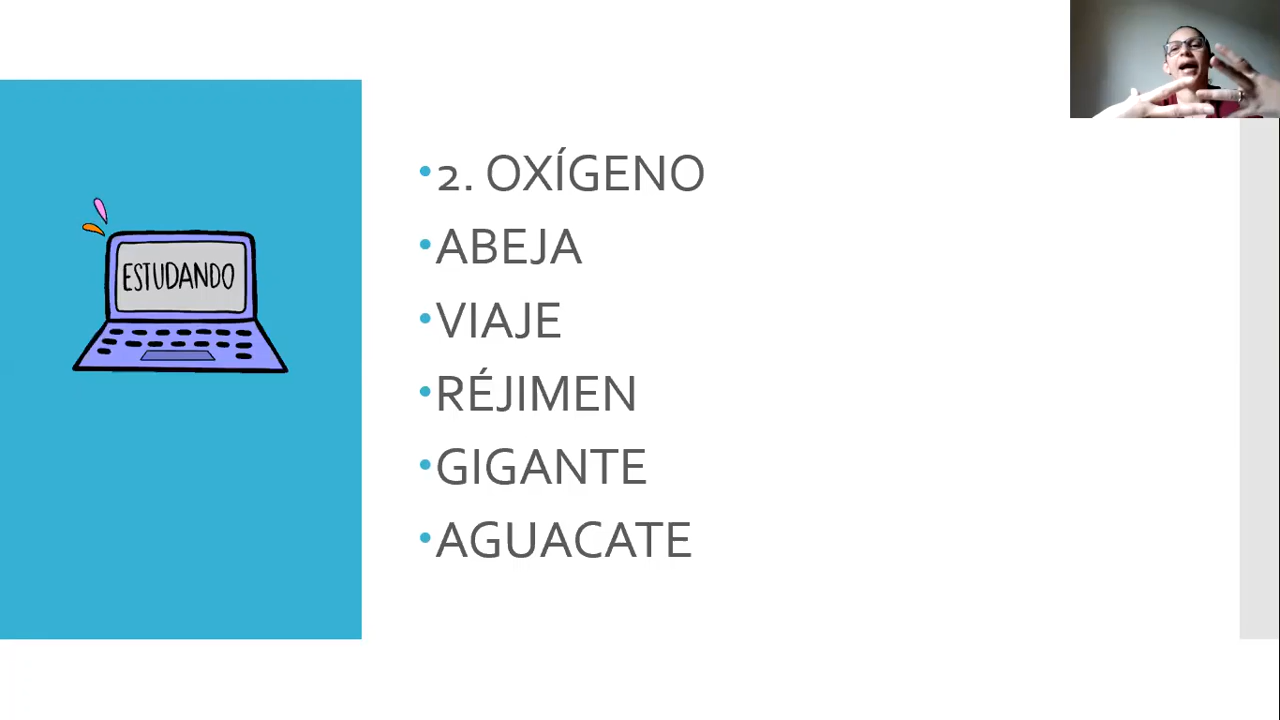 ESTUDANDO
•2. OXÍGENO
•ABEJA
•VIAJE
•RÉJIMEN
•GIGANTE
•AGUACATE